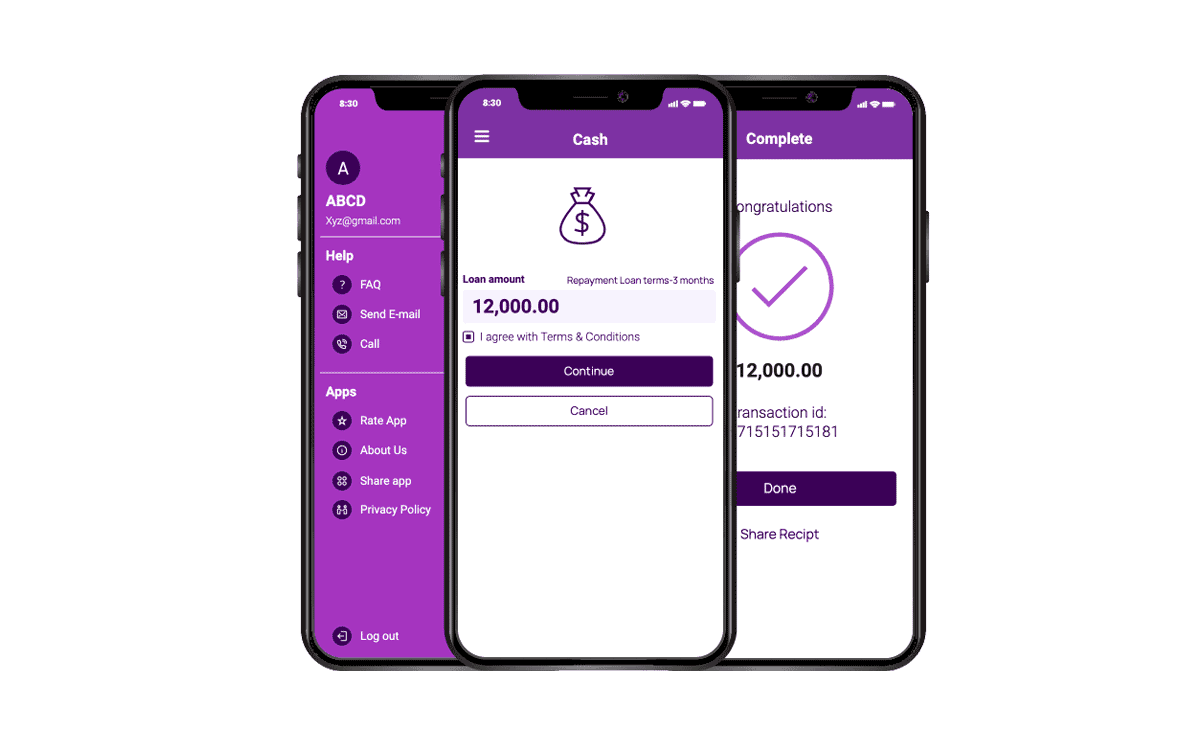 8:30
A
ABCD
Xyz@gmail.com
Help
? FAQ
Send E-mail
Call
Apps
Rate App
About Us
Share app
Privacy Policy
Log out
8:30
Cash
$
Loan amount Repayment Loan terms-3 months
12,000.00
I agree with Terms & Conditions
Continue
Cancel
Complete
ongratulations
12,000.00
ransaction id:
715151715181
Done
Share Recipt